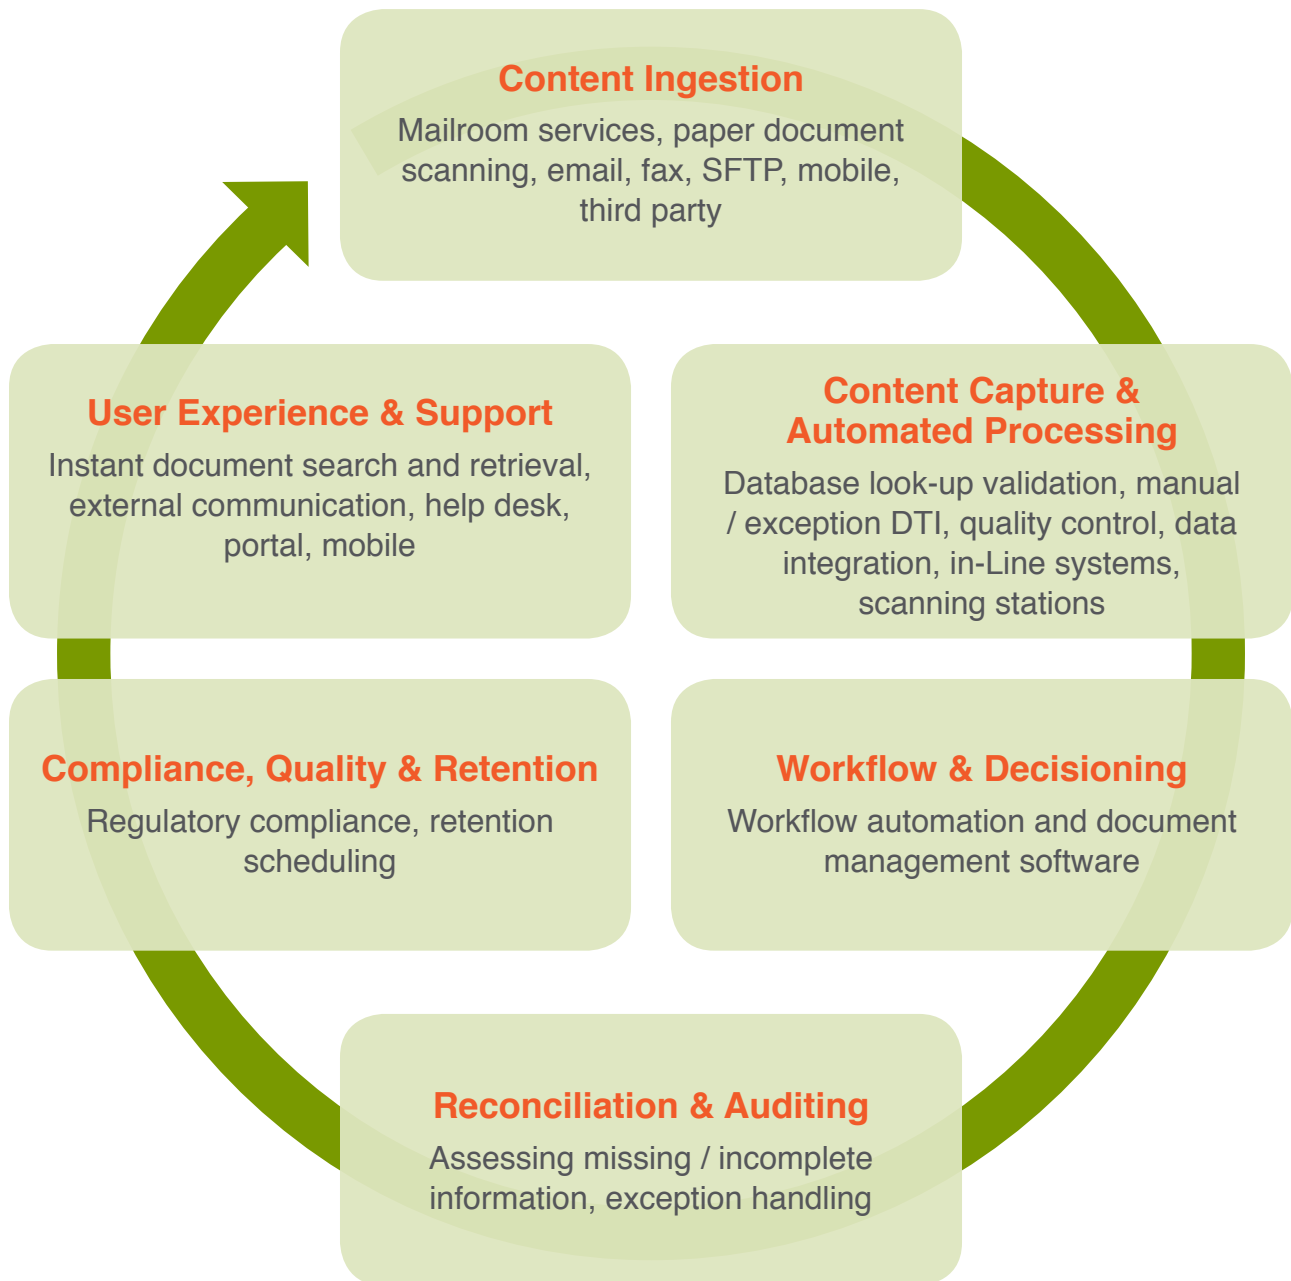 Content Ingestion
Mailroom services, paper document
scanning, email, fax, SFTP, mobile,
third party
Content Capture &
Automated Processing
Database look-up validation, manual
/ exception DTI, quality control, data
integration, in-Line systems,
scanning stations
Workflow & Decisioning
Workflow automation and document
management software
Reconciliation & Auditing
Assessing missing / incomplete
information, exception handling
Compliance, Quality & Retention
Regulatory compliance, retention
scheduling
User Experience & Support
Instant document search and retrieval,
external communication, help desk,
portal, mobile